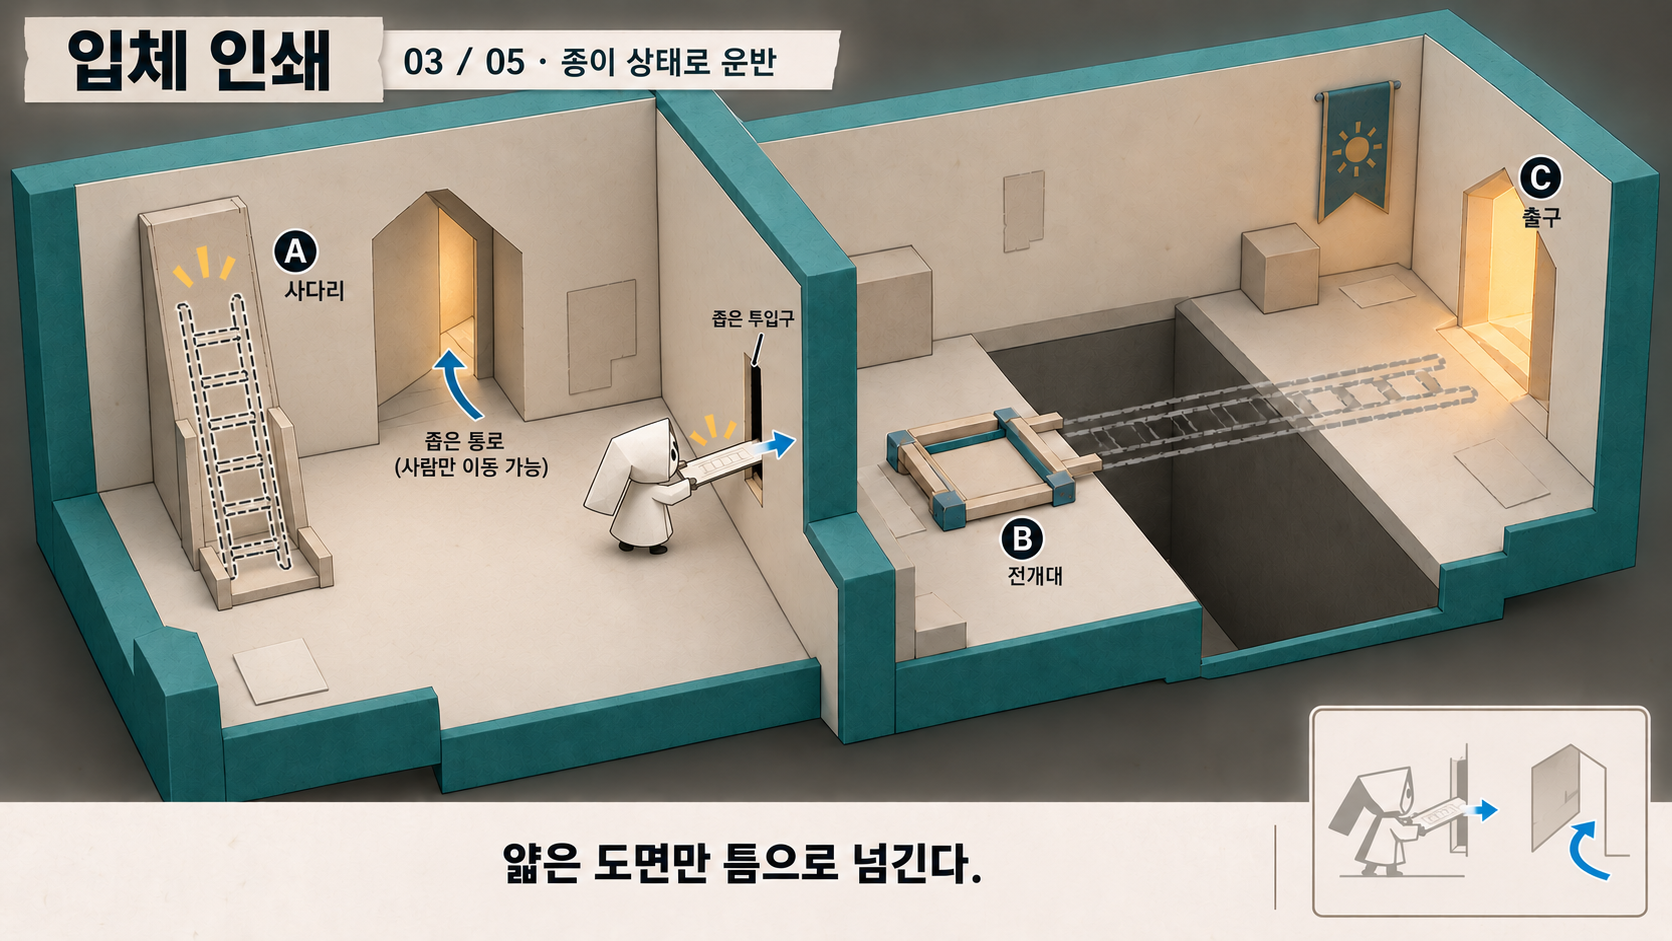 입체 인쇄
03 / 05 · 종이 상태로 운반
A
사다리
좁은 통로
(사람만 이동 가능)
좁은 투입구
B
전개대
C
출구
얇은 도면만 틈으로 넘긴다.